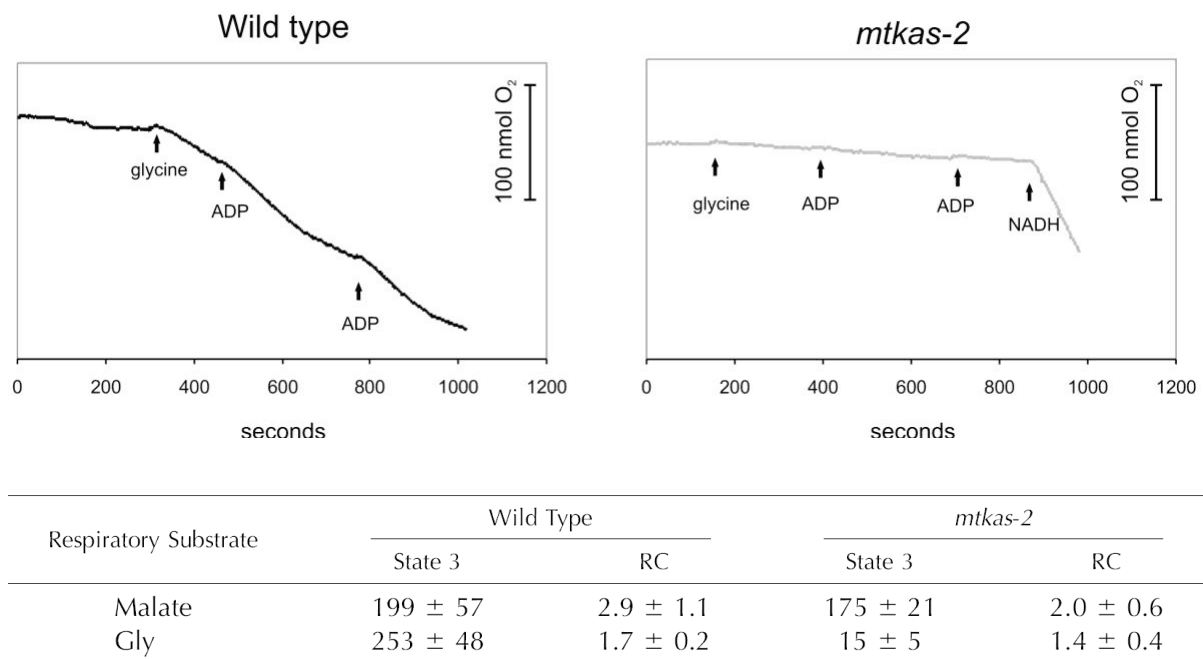 Wild type
100 nmol O₂
glycine
ADP
ADP
0 200 400 600 800 1000 1200
seconds
mtkas-2
100 nmol O₂
glycine
ADP
ADP
NADH
0 200 400 600 800 1000 1200
seconds
Respiratory Substrate Wild Type mtkas-2
State 3 RC State 3 RC
Malate 199 ± 57 2.9 ± 1.1 175 ± 21 2.0 ± 0.6
Gly 253 ± 48 1.7 ± 0.2 15 ± 5 1.4 ± 0.4